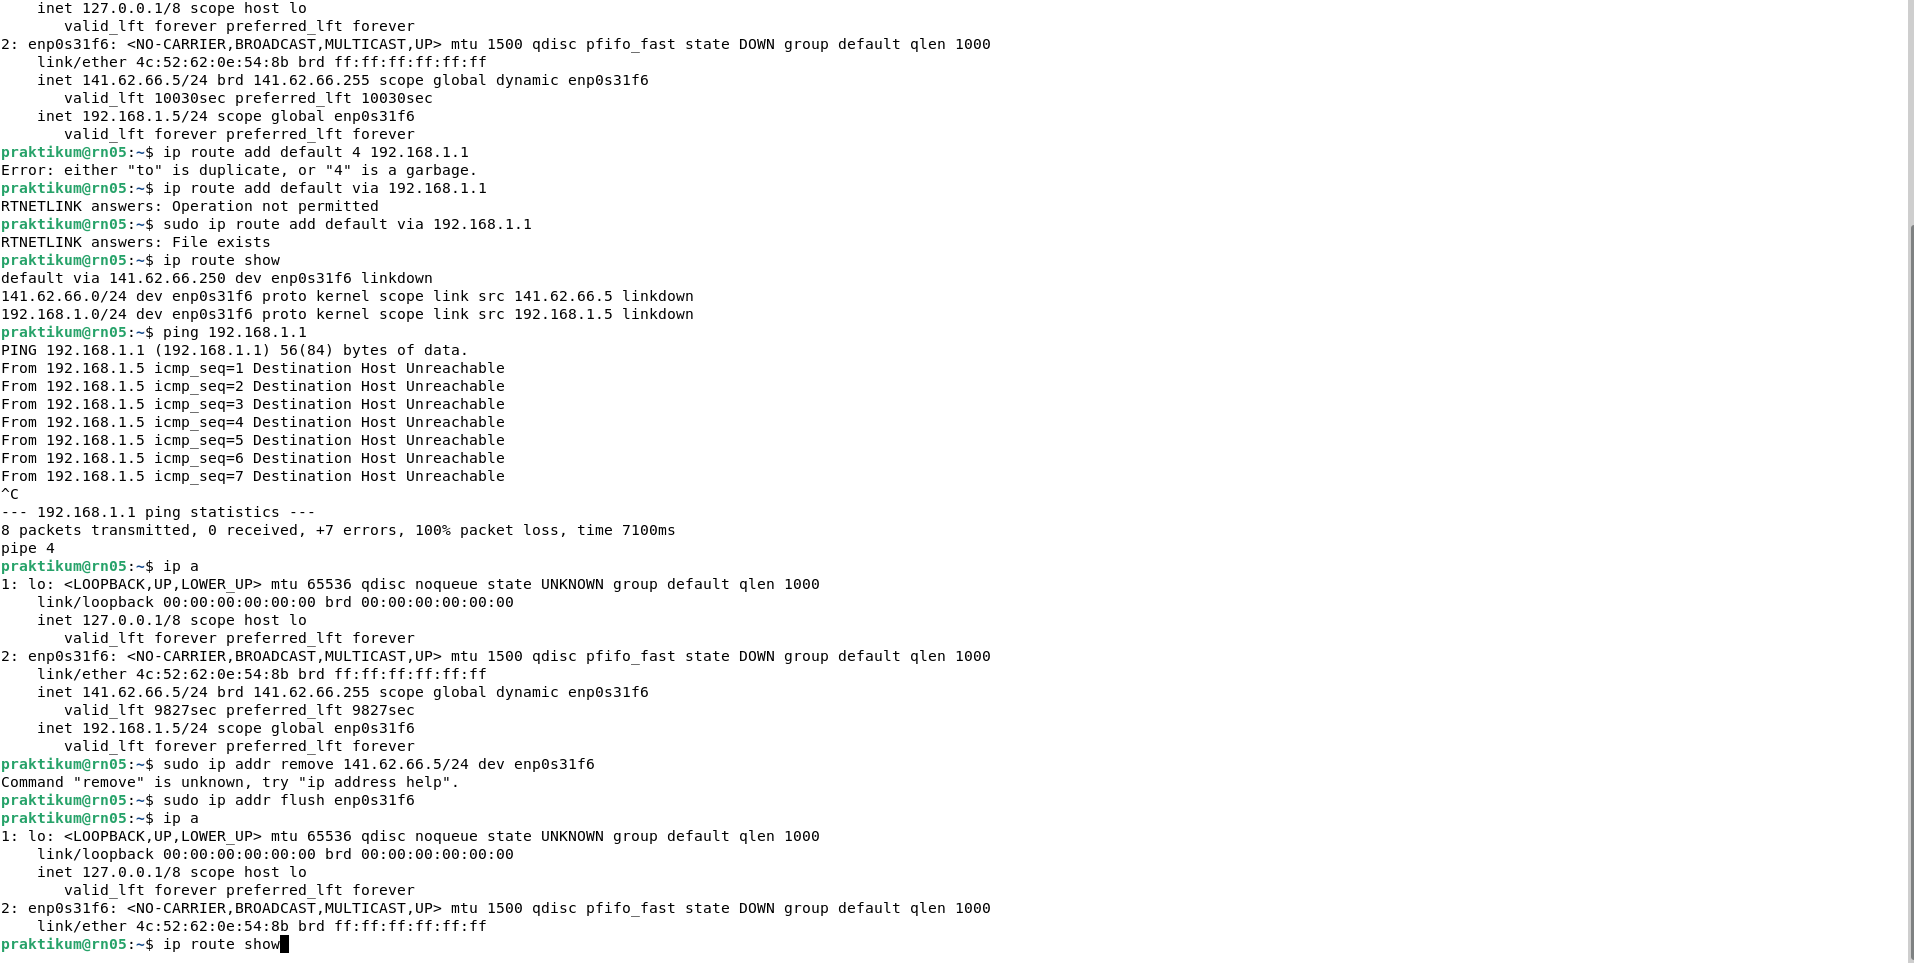 inet 127.0.0.1/8 scope host lo
       valid_lft forever preferred_lft forever
2: enp0s31f6: <NO-CARRIER,BROADCAST,MULTICAST,UP> mtu 1500 qdisc pfifo_fast state DOWN group default qlen 1000
    link/ether 4c:52:62:0e:54:8b brd ff:ff:ff:ff:ff:ff
    inet 141.62.66.5/24 brd 141.62.66.255 scope global dynamic enp0s31f6
       valid_lft 10030sec preferred_lft 10030sec
    inet 192.168.1.5/24 scope global enp0s31f6
       valid_lft forever preferred_lft forever
praktikum@rn05:~$ ip route add default 4 192.168.1.1
Error: either "to" is duplicate, or "4" is a garbage.
praktikum@rn05:~$ ip route add default via 192.168.1.1
RTNETLINK answers: Operation not permitted
praktikum@rn05:~$ sudo ip route add default via 192.168.1.1
RTNETLINK answers: File exists
praktikum@rn05:~$ ip route show
default via 141.62.66.250 dev enp0s31f6 linkdown
141.62.66.0/24 dev enp0s31f6 proto kernel scope link src 141.62.66.5 linkdown
192.168.1.0/24 dev enp0s31f6 proto kernel scope link src 192.168.1.5 linkdown
praktikum@rn05:~$ ping 192.168.1.1
PING 192.168.1.1 (192.168.1.1) 56(84) bytes of data.
From 192.168.1.5 icmp_seq=1 Destination Host Unreachable
From 192.168.1.5 icmp_seq=2 Destination Host Unreachable
From 192.168.1.5 icmp_seq=3 Destination Host Unreachable
From 192.168.1.5 icmp_seq=4 Destination Host Unreachable
From 192.168.1.5 icmp_seq=5 Destination Host Unreachable
From 192.168.1.5 icmp_seq=6 Destination Host Unreachable
From 192.168.1.5 icmp_seq=7 Destination Host Unreachable
^C
--- 192.168.1.1 ping statistics ---
8 packets transmitted, 0 received, +7 errors, 100% packet loss, time 7100ms
pipe 4
praktikum@rn05:~$ ip a
1: lo: <LOOPBACK,UP,LOWER_UP> mtu 65536 qdisc noqueue state UNKNOWN group default qlen 1000
    link/loopback 00:00:00:00:00:00 brd 00:00:00:00:00:00
    inet 127.0.0.1/8 scope host lo
       valid_lft forever preferred_lft forever
2: enp0s31f6: <NO-CARRIER,BROADCAST,MULTICAST,UP> mtu 1500 qdisc pfifo_fast state DOWN group default qlen 1000
    link/ether 4c:52:62:0e:54:8b brd ff:ff:ff:ff:ff:ff
    inet 141.62.66.5/24 brd 141.62.66.255 scope global dynamic enp0s31f6
       valid_lft 9827sec preferred_lft 9827sec
    inet 192.168.1.5/24 scope global enp0s31f6
       valid_lft forever preferred_lft forever
praktikum@rn05:~$ sudo ip addr remove 141.62.66.5/24 dev enp0s31f6
Command "remove" is unknown, try "ip address help".
praktikum@rn05:~$ sudo ip addr flush enp0s31f6
praktikum@rn05:~$ ip a
1: lo: <LOOPBACK,UP,LOWER_UP> mtu 65536 qdisc noqueue state UNKNOWN group default qlen 1000
    link/loopback 00:00:00:00:00:00 brd 00:00:00:00:00:00
    inet 127.0.0.1/8 scope host lo
       valid_lft forever preferred_lft forever
2: enp0s31f6: <NO-CARRIER,BROADCAST,MULTICAST,UP> mtu 1500 qdisc pfifo_fast state DOWN group default qlen 1000
    link/ether 4c:52:62:0e:54:8b brd ff:ff:ff:ff:ff:ff
praktikum@rn05:~$ ip route show